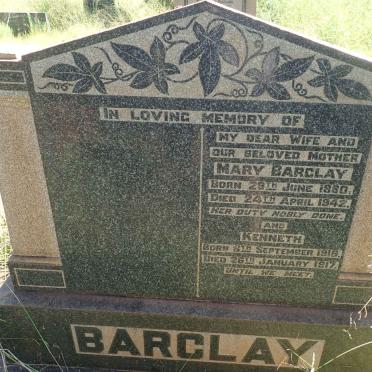 IN LOVING MEMORY OF
MY DEAR WIFE AND
OUR BELOVED MOTHER
MARY BARCLAY
BORN 29TH JUNE 1880.
DIED 24TH APRIL 1942.
HER DUTY NOBLY DONE.
AND
KENNETH
BORN 8TH SEPTEMBER 1916.
DIED 26TH JANUARY 1917.
UNTIL WE MEET.
BARCLAY